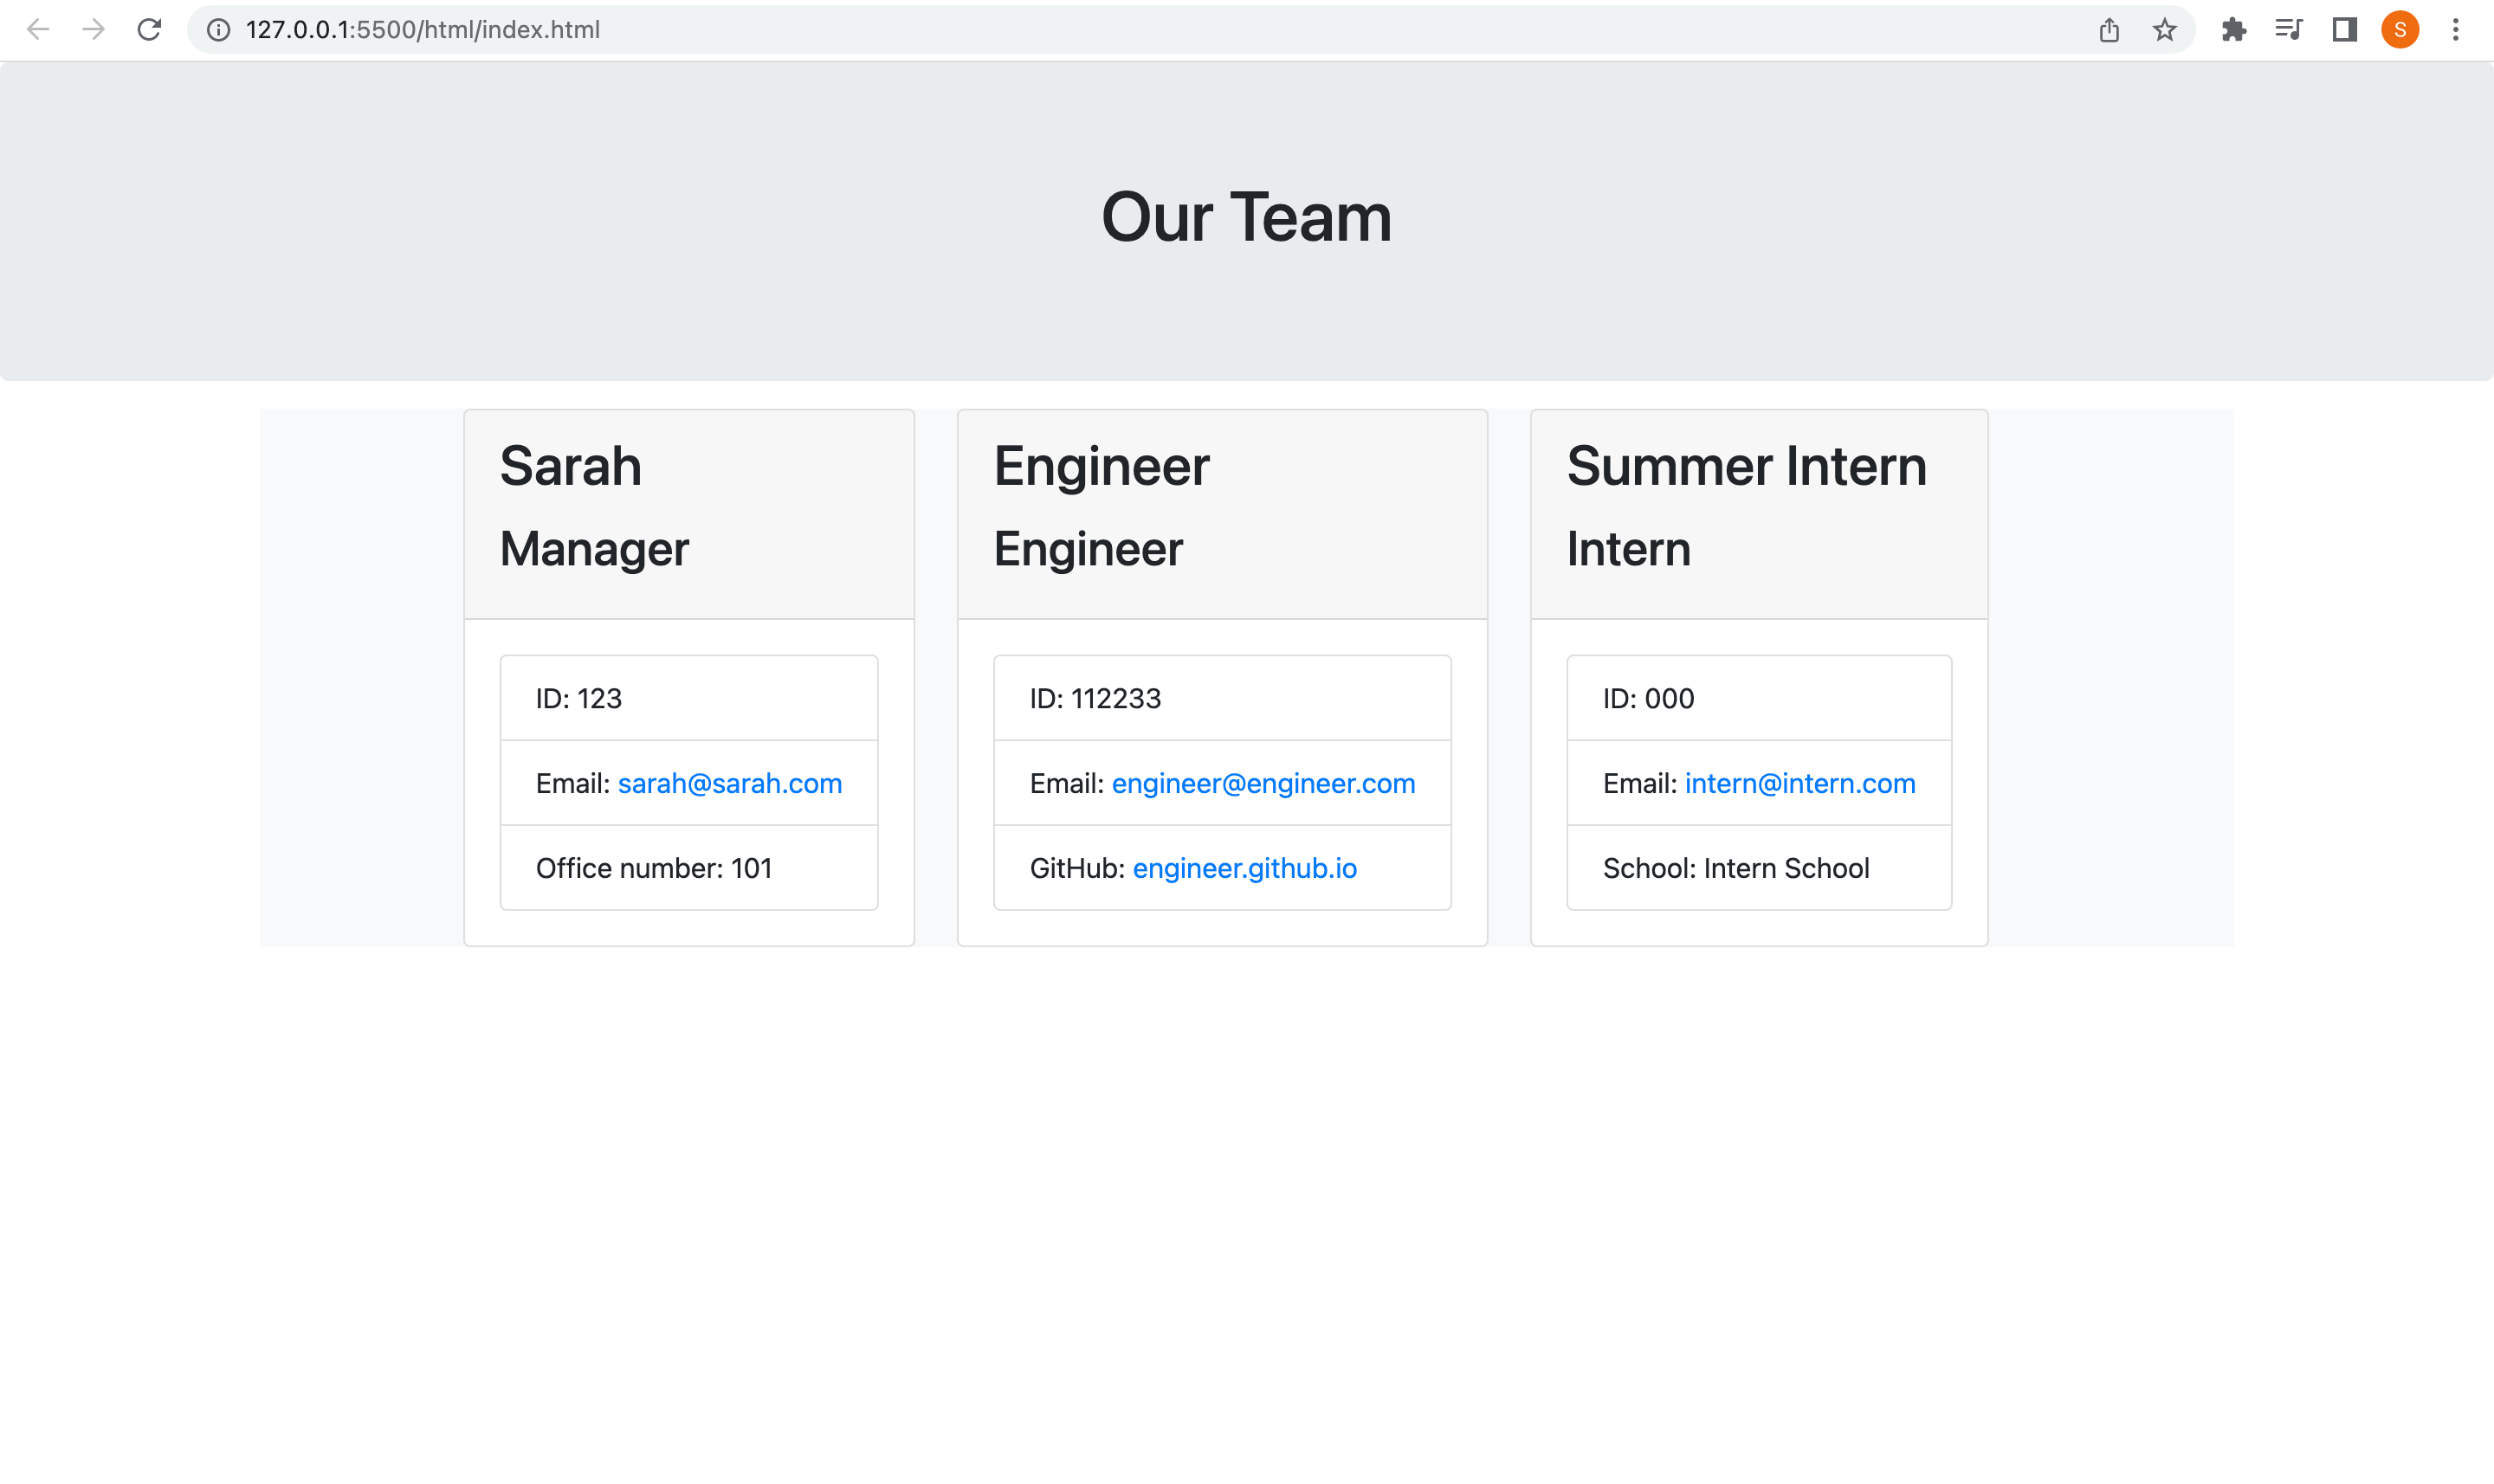 127.0.0.1:5500/html/index.html
S
Our Team
Sarah
Manager
ID: 123
Email: sarah@sarah.com
Office number: 101
Engineer
Engineer
ID: 112233
Email: engineer@engineer.com
GitHub: engineer.github.io
Summer Intern
Intern
ID: 000
Email: intern@intern.com
School: Intern School